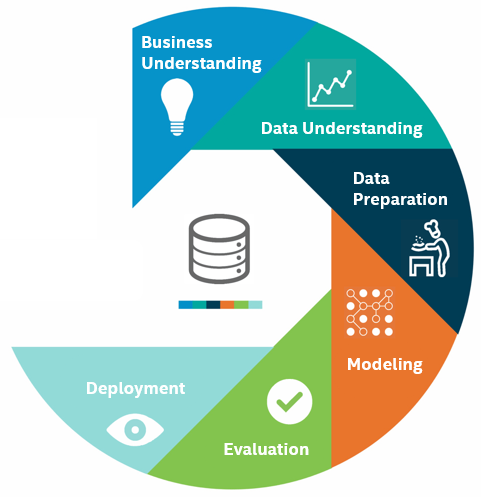 Business
Understanding
Data Understanding
Data
Preparation
Modeling
Evaluation
Deployment